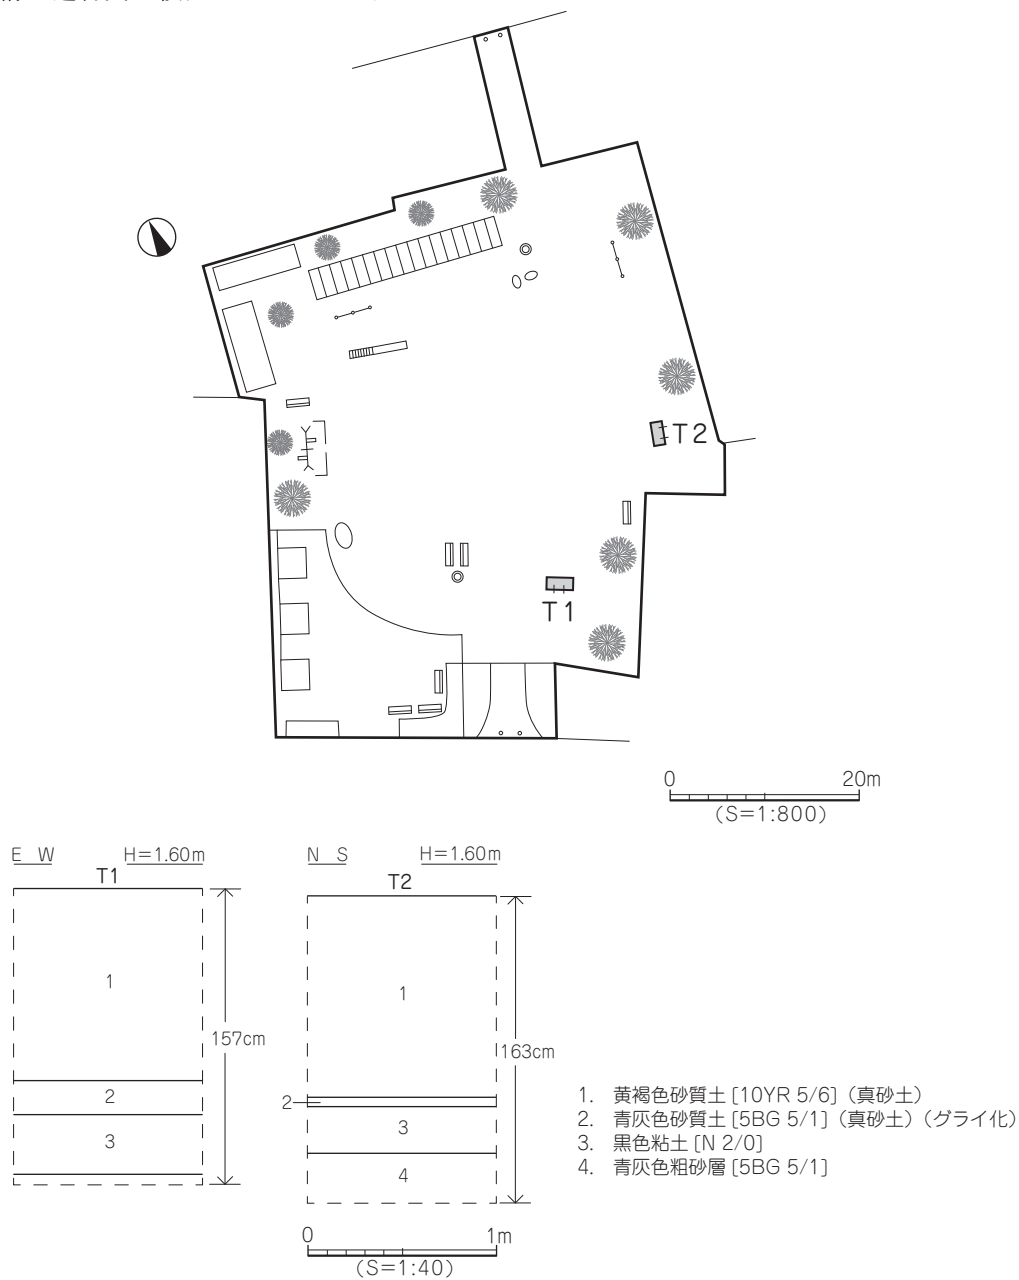 T2
T1
0 20m
(S=1:800)
E W H=1.60m
T1
1
2
3
157cm
N S H=1.60m
T2
1
2
3
4
163cm
0 1m
(S=1:40)
1. 黄褐色砂質土 [10YR 5/6]（真砂土）
2. 青灰色砂質土 [5BG 5/1]（真砂土）（グライ化）
3. 黒色粘土 [N 2/0]
4. 青灰色粗砂層 [5BG 5/1]